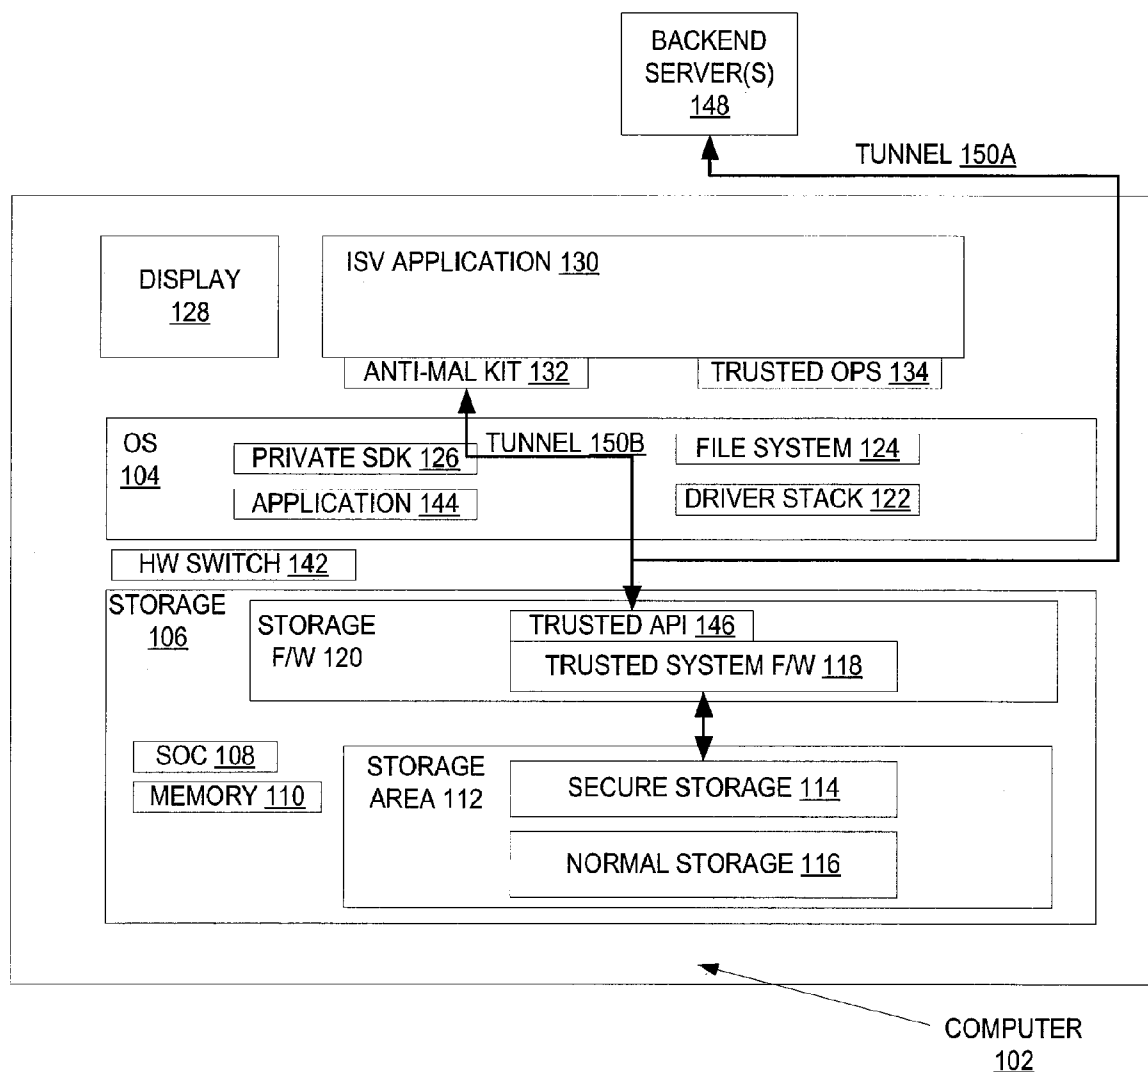 BACKEND
SERVER(S)
148
TUNNEL 150A
DISPLAY
128
ISV APPLICATION 130
ANTI-MAL KIT 132
TRUSTED OPS 134
OS
104
PRIVATE SDK 126
TUNNEL 150B
FILE SYSTEM 124
APPLICATION 144
DRIVER STACK 122
HW SWITCH 142
STORAGE
106
STORAGE
F/W 120
TRUSTED API 146
TRUSTED SYSTEM F/W 118
SOC 108
MEMORY 110
STORAGE
AREA 112
SECURE STORAGE 114
NORMAL STORAGE 116
COMPUTER
102